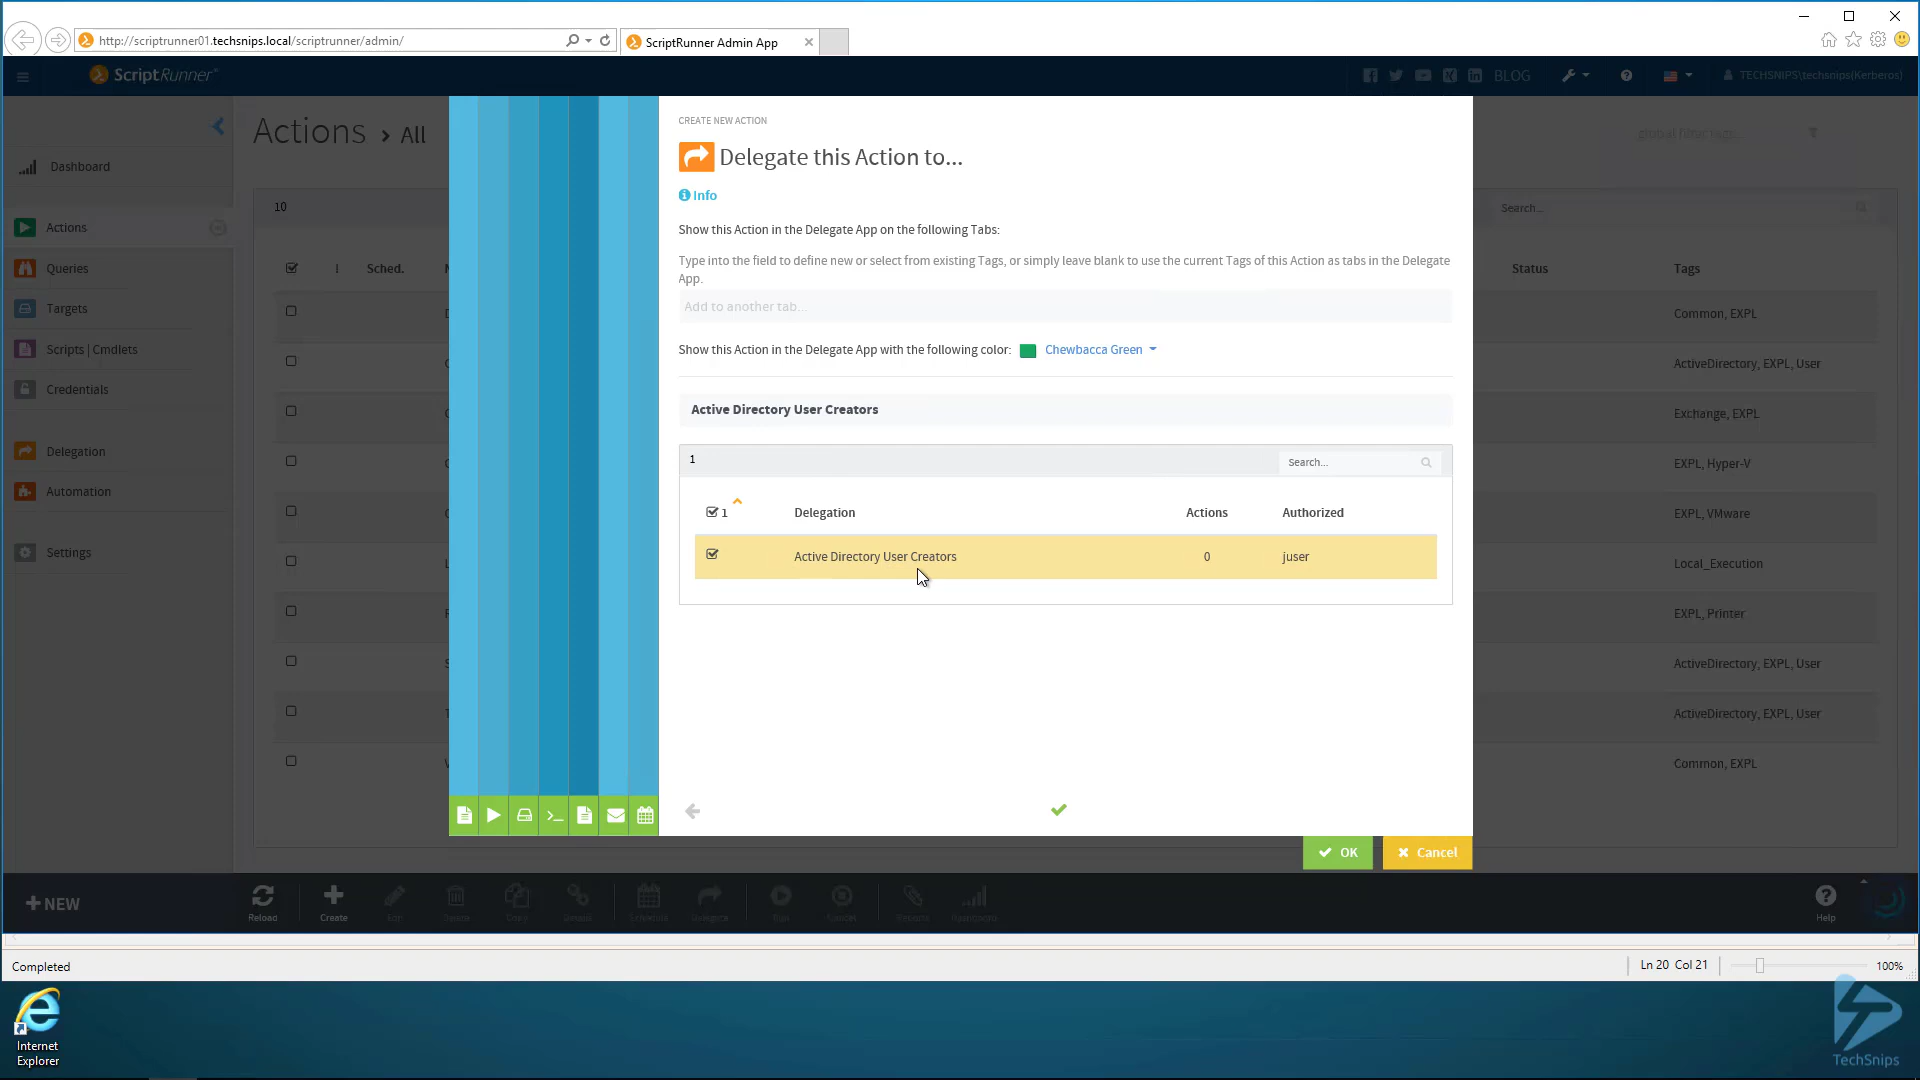 http://scriptrunner01.techsnips.local/scriptrunner/admin/
ScriptRunner Admin App
ScriptRunner
BLOG
TECHSNIPS\techsnips(Kerberos)
Actions › All
global filter tags...
Dashboard
Actions
Queries
Targets
Scripts | Cmdlets
Credentials
Delegation
Automation
Settings
10
Search...
Sched.
Status
Tags
Common, EXPL
ActiveDirectory, EXPL, User
Exchange, EXPL
EXPL, Hyper-V
EXPL, VMware
Local_Execution
EXPL, Printer
ActiveDirectory, EXPL, User
ActiveDirectory, EXPL, User
Common, EXPL
CREATE NEW ACTION
Delegate this Action to...
Info
Show this Action in the Delegate App on the following Tabs:
Type into the field to define new or select from existing Tags, or simply leave blank to use the current Tags of this Action as tabs in the Delegate
App.
Add to another tab...
Show this Action in the Delegate App with the following color: Chewbacca Green
Active Directory User Creators
1
Search...
1 Delegation Actions Authorized
Active Directory User Creators 0 juser
OK
Cancel
+ NEW
Reload
Create
Help
Completed
Ln 20 Col 21
100%
Internet
Explorer
TechSnips